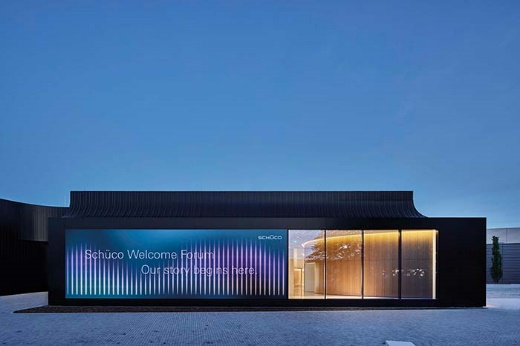 SCHÜCO
Schüco Welcome Forum
Our story begins here.